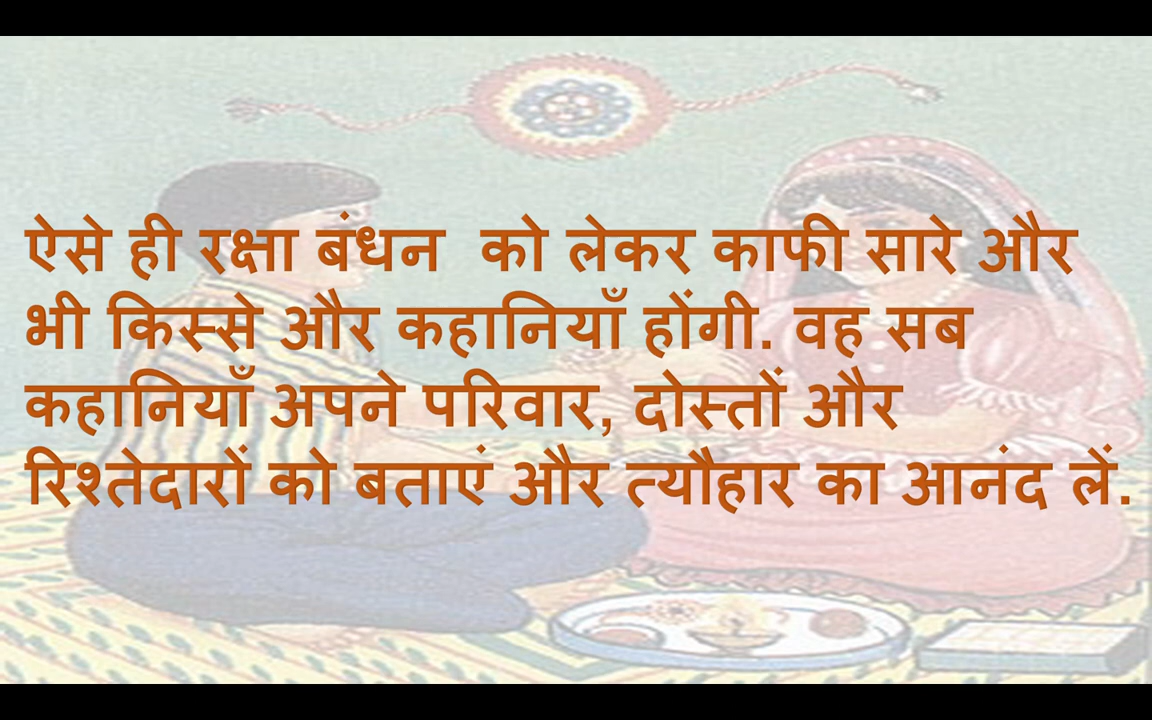 ऐसे ही रक्षा बंधन  को लेकर काफी सारे और
भी किस्से और कहानियाँ होंगी. वह सब
कहानियाँ अपने परिवार, दोस्तों और
रिश्तेदारों को बताएं और त्यौहार का आनंद लें.